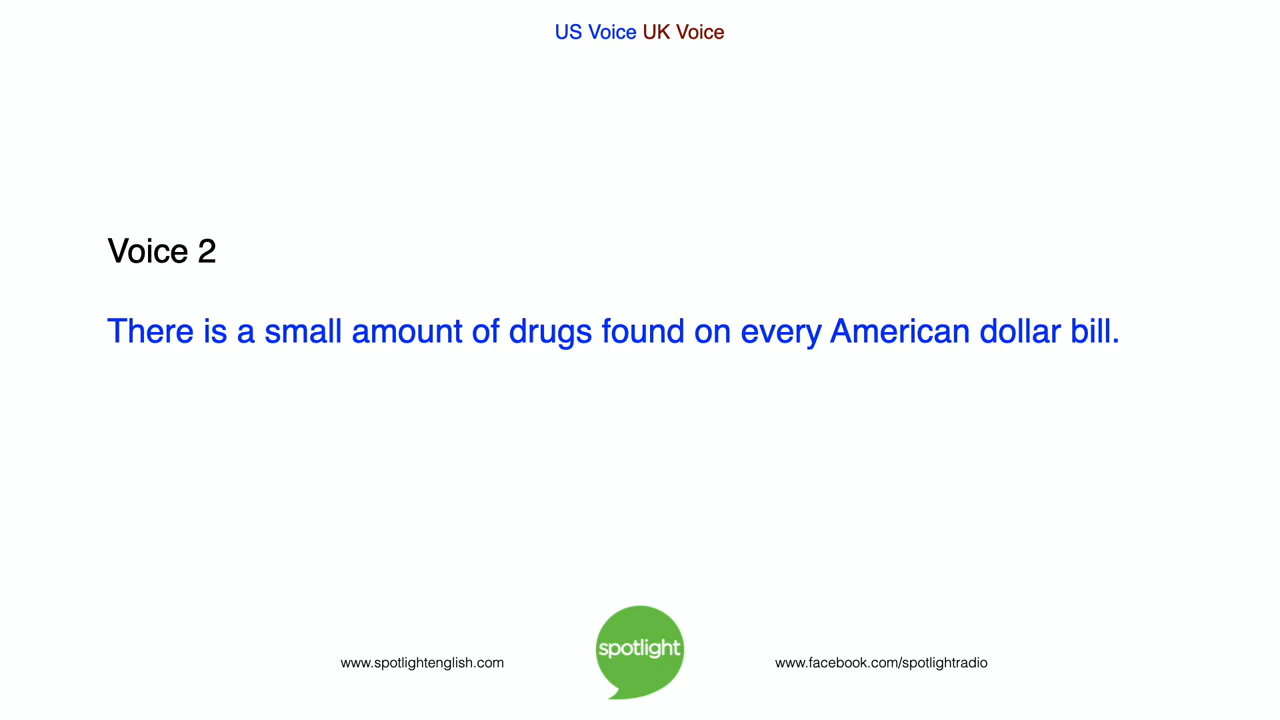 US Voice UK Voice
Voice 2
There is a small amount of drugs found on every American dollar bill.
spotlight
www.spotlightenglish.com
www.facebook.com/spotlightradio